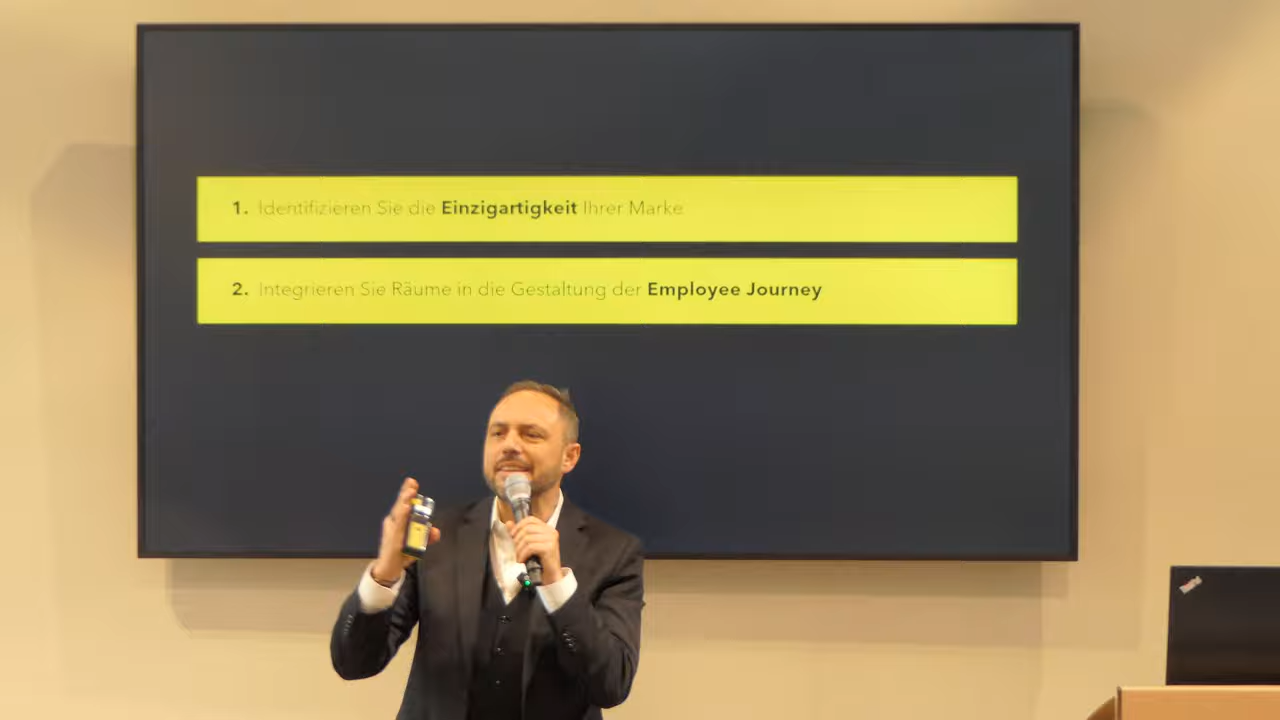 1. Identifizieren Sie die Einzigartigkeit Ihrer Marke
2. Integrieren Sie Räume in die Gestaltung der Employee Journey